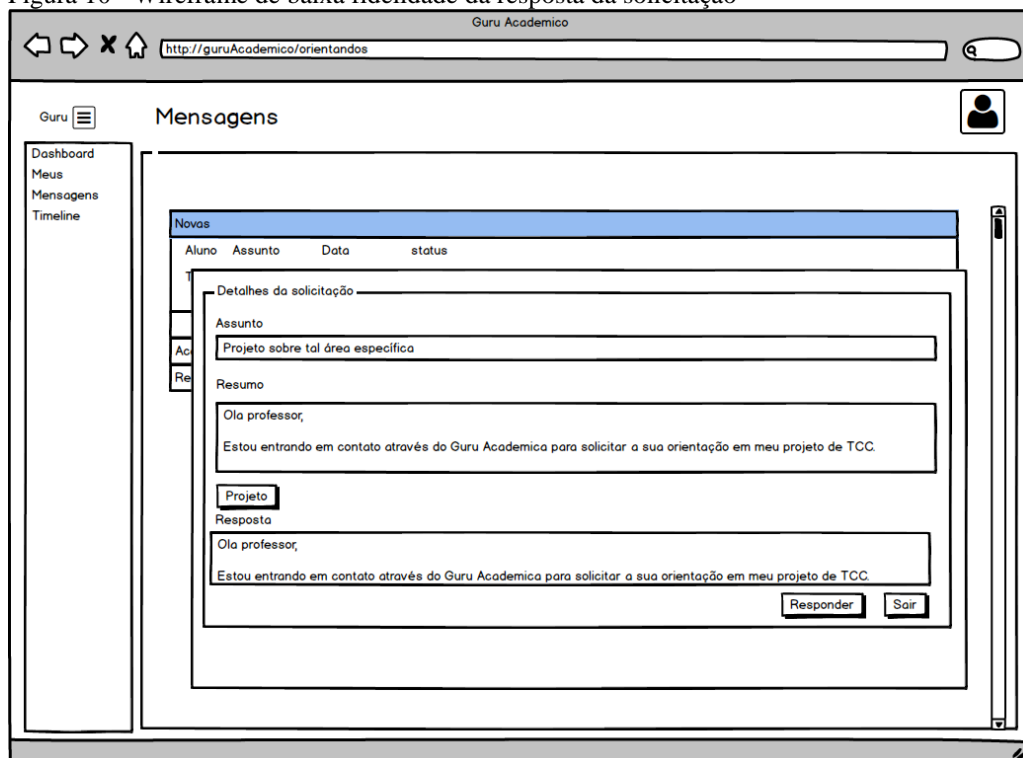 Figura 10 - Wireframe de baixa fidelidade da resposta da solicitação
Guru Academico
http://guruAcademico/orientandos
Guru
Mensagens
Dashboard
Meus
Mensagens
Timeline
Novas
Aluno Assunto Data status
T
Detalhes da solicitação
Assunto
Projeto sobre tal área específica
Ac
Re
Resumo
Ola professor,
Estou entrando em contato através do Guru Academica para solicitar a sua orientação em meu projeto de TCC.
Projeto
Resposta
Ola professor,
Estou entrando em contato através do Guru Academica para solicitar a sua orientação em meu projeto de TCC.
Responder Sair